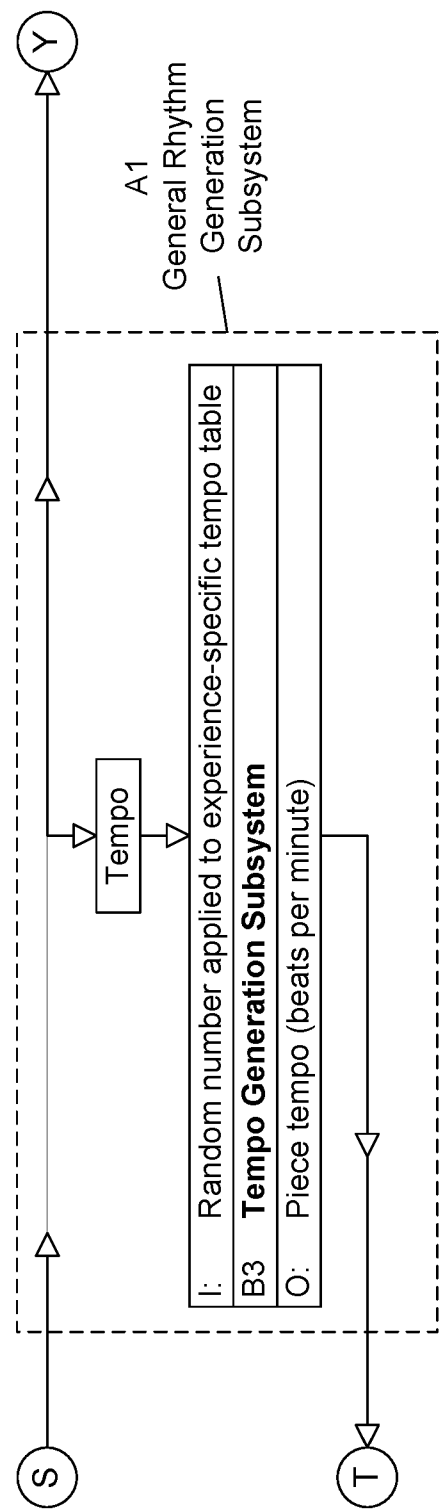 S
Y
A1
General Rhythm
Generation
Subsystem
Tempo
I: Random number applied to experience-specific tempo table
B3 Tempo Generation Subsystem
O: Piece tempo (beats per minute)
T